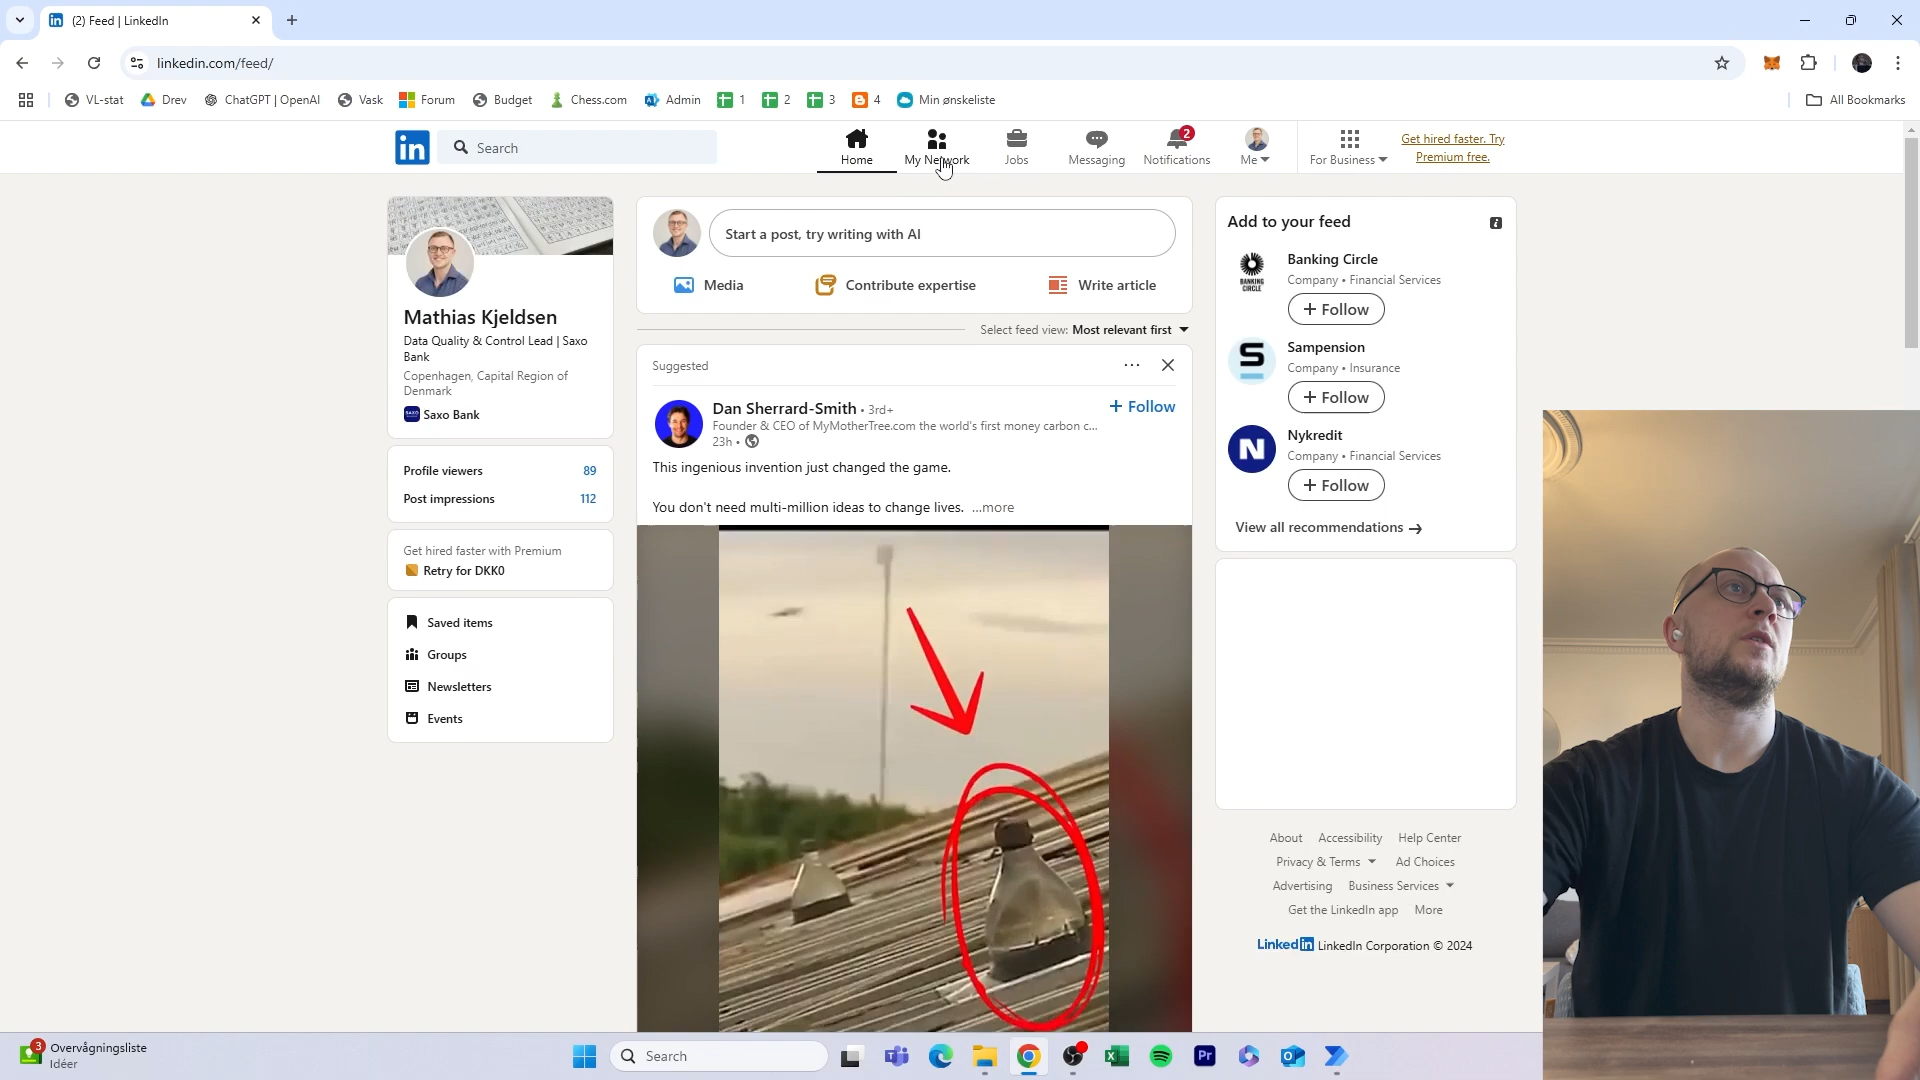 (2) Feed | LinkedIn
linkedin.com/feed/
VL-stat
Drev
ChatGPT | OpenAI
Vask
Forum
Budget
Chess.com
Admin
1
2
3
4
Min ønskeliste
All Bookmarks
in
Search
Home
My Network
Jobs
Messaging
2
Notifications
Me
For Business
Get hired faster. Try
Premium free.
Mathias Kjeldsen
Data Quality & Control Lead | Saxo
Bank
Copenhagen, Capital Region of
Denmark
Saxo Bank
Profile viewers 89
Post impressions 112
Get hired faster with Premium
Retry for DKK0
Saved items
Groups
Newsletters
Events
Start a post, try writing with AI
Media
Contribute expertise
Write article
Select feed view: Most relevant first
Suggested
Dan Sherrard-Smith • 3rd+
Founder & CEO of MyMotherTree.com the world's first money carbon c...
23h •
+ Follow
This ingenious invention just changed the game.
You don't need multi-million ideas to change lives. ...more
Add to your feed
BANKING
CIRCLE
Banking Circle
Company • Financial Services
+ Follow
S
Sampension
Company • Insurance
+ Follow
N
Nykredit
Company • Financial Services
+ Follow
View all recommendations →
About Accessibility Help Center
Privacy & Terms Ad Choices
Advertising Business Services
Get the LinkedIn app More
LinkedIn LinkedIn Corporation © 2024
3
Overvågningsliste
Idéer
Search
Pr